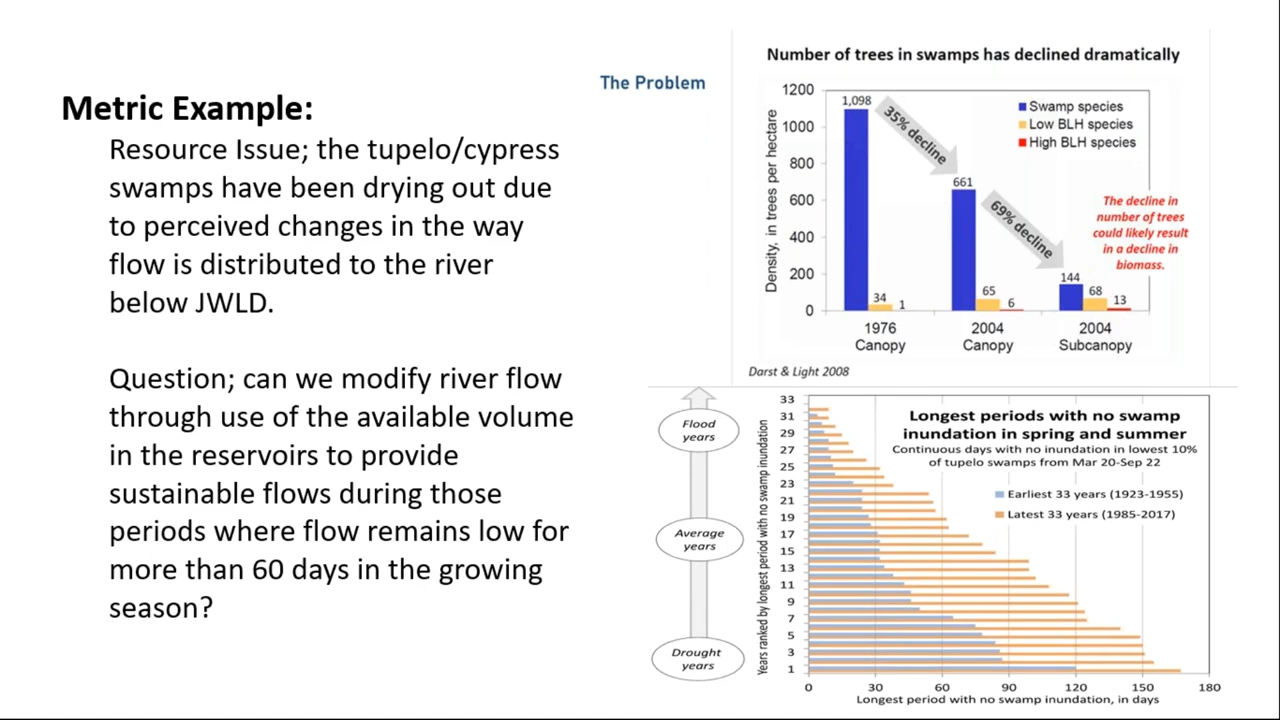 Metric Example:
Resource Issue; the tupelo/cypress
swamps have been drying out due
to perceived changes in the way
flow is distributed to the river
below JWLD.
Question; can we modify river flow
through use of the available volume
in the reservoirs to provide
sustainable flows during those
periods where flow remains low for
more than 60 days in the growing
season?
The Problem
Number of trees in swamps has declined dramatically
Density, in trees per hectare
1200
1000
800
600
400
200
0
1,098
34
1
35% decline
661
65
6
69% decline
144
68
13
Swamp species
Low BLH species
High BLH species
The decline in
number of trees
could likely result
in a decline in
biomass.
1976
Canopy
2004
Canopy
2004
Subcanopy
Darst & Light 2008
Flood
years
Average
years
Drought
years
Years ranked by longest period with no swamp inundation
33
31
29
27
25
23
21
19
17
15
13
11
9
7
5
3
1
Longest periods with no swamp
inundation in spring and summer
Continuous days with no inundation in lowest 10%
of tupelo swamps from Mar 20-Sep 22
Earliest 33 years (1923-1955)
Latest 33 years (1985-2017)
0 30 60 90 120 150 180
Longest period with no swamp inundation, in days